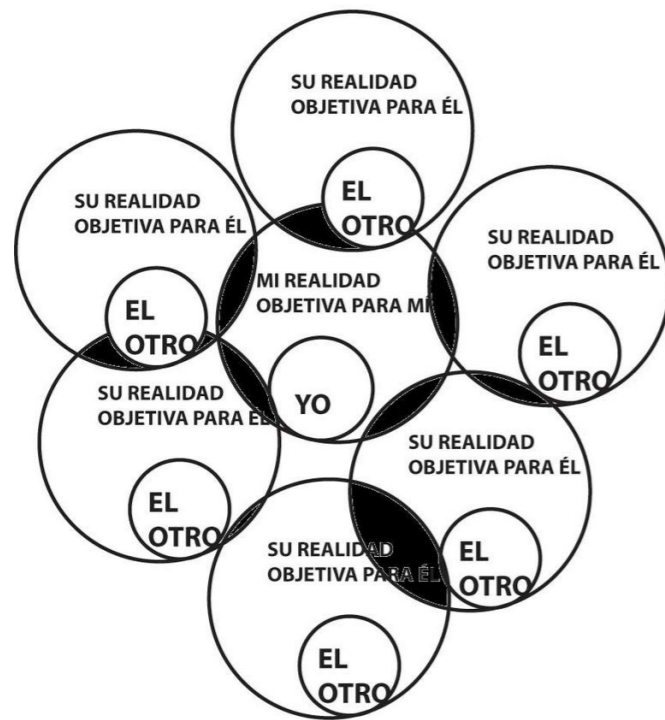 SU REALIDAD
OBJETIVA PARA ÉL
EL
OTRO
SU REALIDAD
OBJETIVA PARA ÉL
EL
OTRO
SU REALIDAD
OBJETIVA PARA ÉL
EL
OTRO
MI REALIDAD
OBJETIVA PARA MÍ
YO
SU REALIDAD
OBJETIVA PARA ÉL
EL
OTRO
SU REALIDAD
OBJETIVA PARA ÉL
EL
OTRO
SU REALIDAD
OBJETIVA PARA ÉL
EL
OTRO